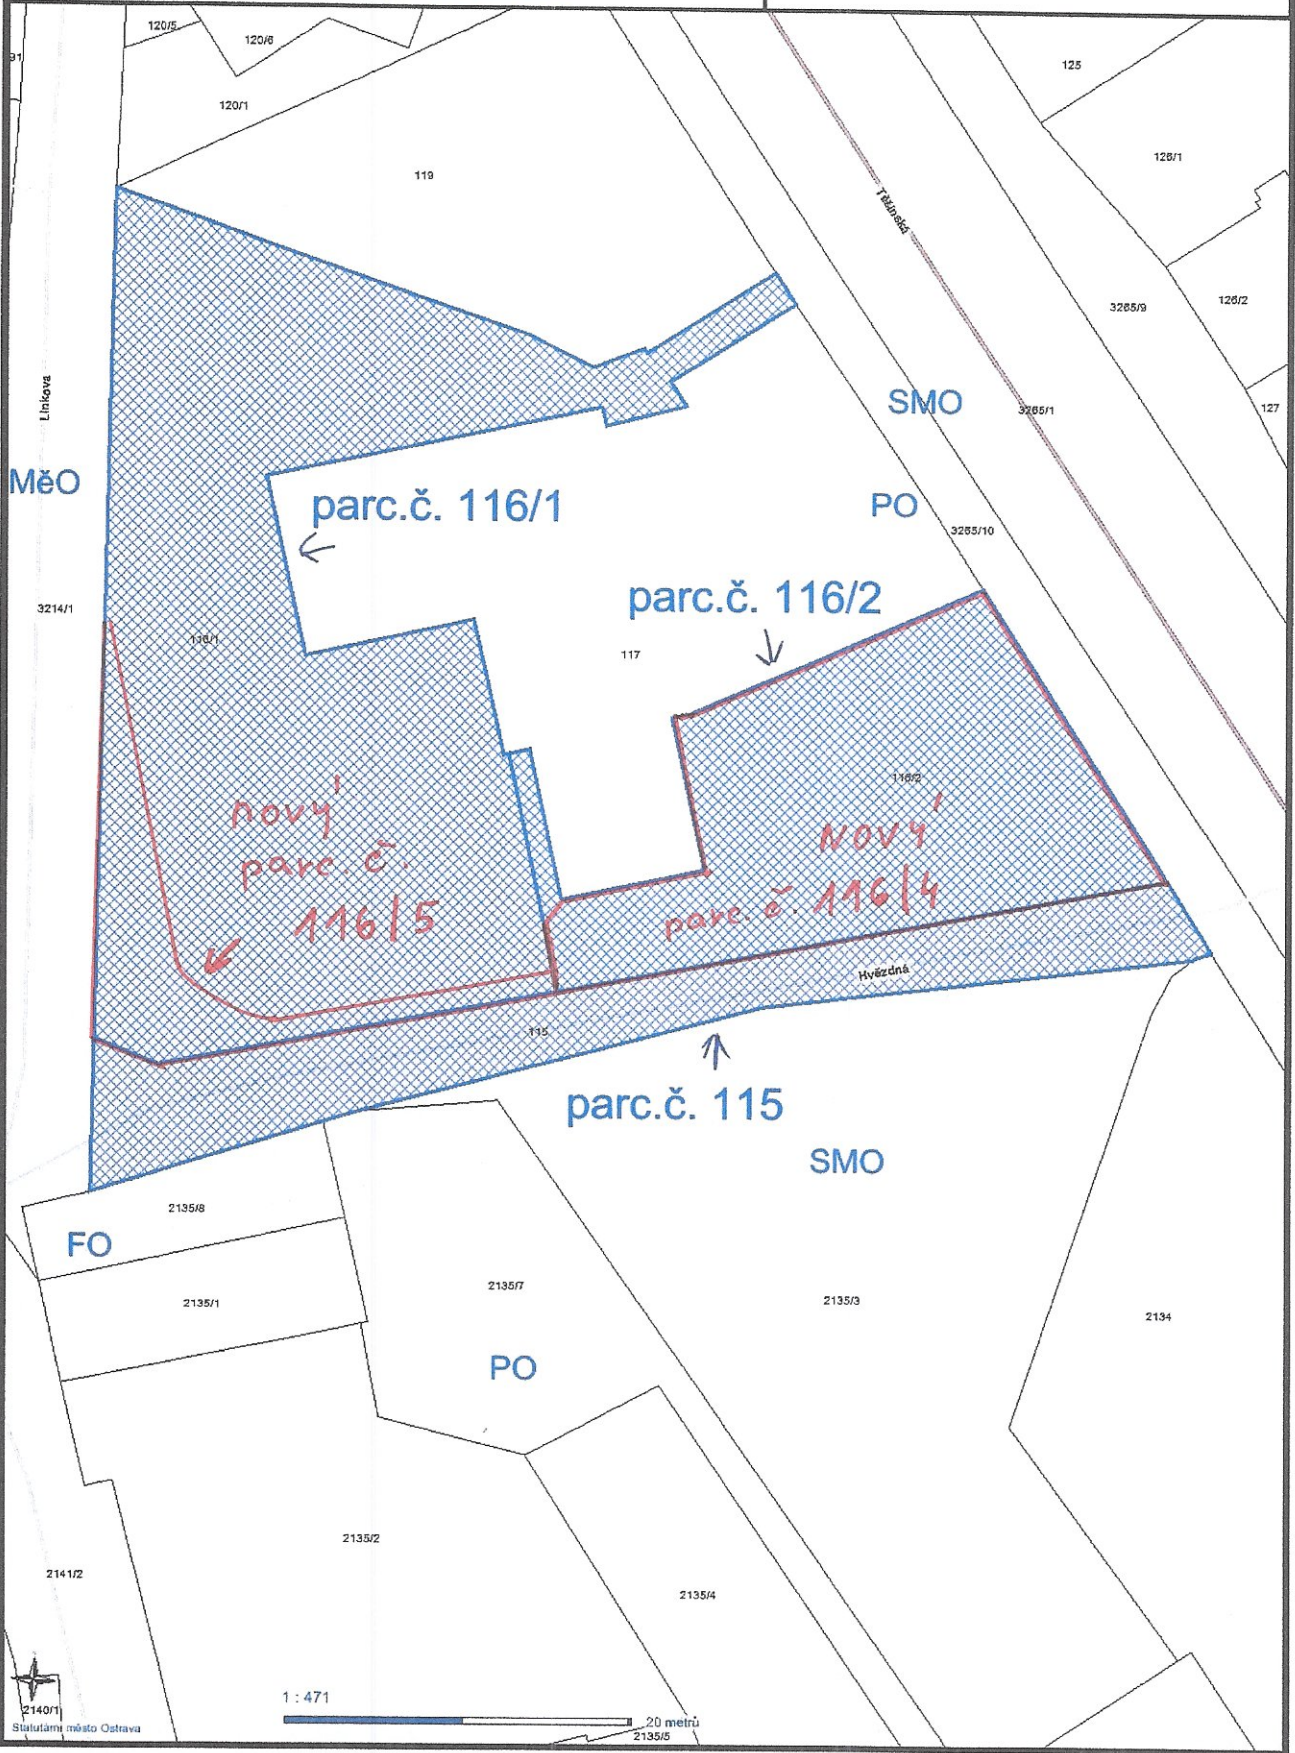 120/5
120/6
91
125
120/1
126/1
119
Těšínská
3265/9
126/2
Linkova
SMO
3265/1
127
MěO
parc.č. 116/1
PO
3265/10
parc.č. 116/2
3214/1
116/1
117
116/2
nový
parc. č.
116/5
NOVÝ
parc. č. 116/4
Hvězdná
115
parc.č. 115
SMO
2135/8
FO
2135/7
2135/1
2135/3
2134
PO
2135/2
2141/2
2135/4
1 : 471
2140/1
20 metrů
Statutární město Ostrava
2135/5